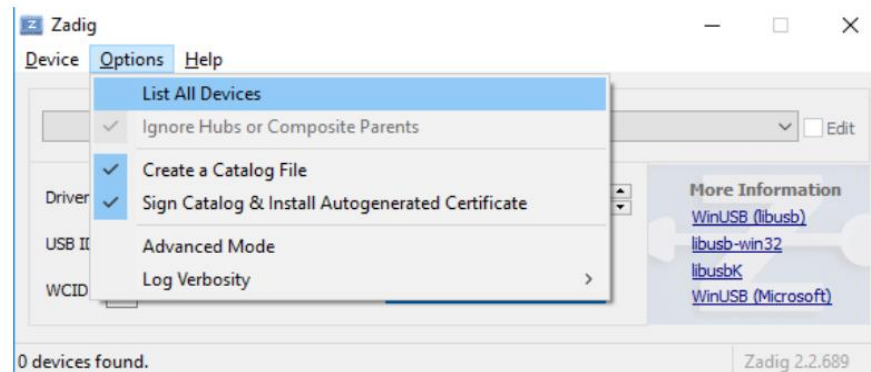 Zadig
Device Options Help
List All Devices
Ignore Hubs or Composite Parents
Edit
Create a Catalog File
Sign Catalog & Install Autogenerated Certificate
Advanced Mode
Log Verbosity
Driver
USB ID
WCID
More Information
WinUSB (libusb)
libusb-win32
libusbK
WinUSB (Microsoft)
0 devices found.
Zadig 2.2.689